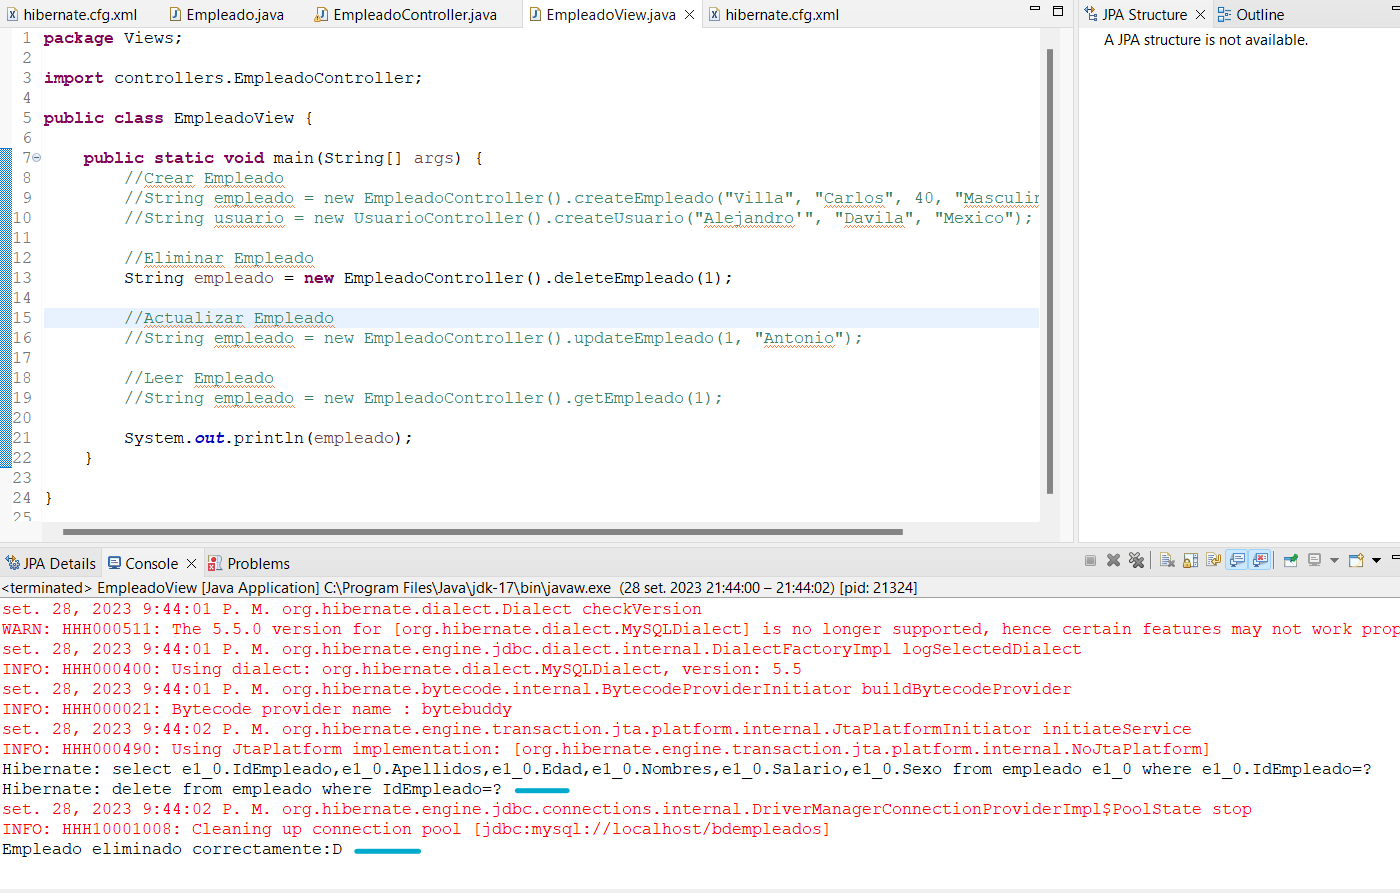 hibernate.cfg.xml Empleado.java EmpleadoController.java EmpleadoView.java hibernate.cfg.xml
JPA Structure Outline
A JPA structure is not available.
1 package Views;
2
3 import controllers.EmpleadoController;
4
5 public class EmpleadoView {
6
7 public static void main(String[] args) {
8 //Crear Empleado
9 //String empleado = new EmpleadoController().createEmpleado("Villa", "Carlos", 40, "Masculin
10 //String usuario = new UsuarioController().createUsuario("Alejandro'", "Davila", "Mexico");
11
12 //Eliminar Empleado
13 String empleado = new EmpleadoController().deleteEmpleado(1);
14
15 //Actualizar Empleado
16 //String empleado = new EmpleadoController().updateEmpleado(1, "Antonio");
17
18 //Leer Empleado
19 //String empleado = new EmpleadoController().getEmpleado(1);
20
21 System.out.println(empleado);
22 }
23
24 }
25
JPA Details Console Problems
<terminated> EmpleadoView [Java Application] C:\Program Files\Java\jdk-17\bin\javaw.exe (28 set. 2023 21:44:00 – 21:44:02) [pid: 21324]
set. 28, 2023 9:44:01 P. M. org.hibernate.dialect.Dialect checkVersion
WARN: HHH000511: The 5.5.0 version for [org.hibernate.dialect.MySQLDialect] is no longer supported, hence certain features may not work prop
set. 28, 2023 9:44:01 P. M. org.hibernate.engine.jdbc.dialect.internal.DialectFactoryImpl logSelectedDialect
INFO: HHH000400: Using dialect: org.hibernate.dialect.MySQLDialect, version: 5.5
set. 28, 2023 9:44:01 P. M. org.hibernate.bytecode.internal.BytecodeProviderInitiator buildBytecodeProvider
INFO: HHH000021: Bytecode provider name : bytebuddy
set. 28, 2023 9:44:02 P. M. org.hibernate.engine.transaction.jta.platform.internal.JtaPlatformInitiator initiateService
INFO: HHH000490: Using JtaPlatform implementation: [org.hibernate.engine.transaction.jta.platform.internal.NoJtaPlatform]
Hibernate: select e1_0.IdEmpleado,e1_0.Apellidos,e1_0.Edad,e1_0.Nombres,e1_0.Salario,e1_0.Sexo from empleado e1_0 where e1_0.IdEmpleado=?
Hibernate: delete from empleado where IdEmpleado=?
set. 28, 2023 9:44:02 P. M. org.hibernate.engine.jdbc.connections.internal.DriverManagerConnectionProviderImpl$PoolState stop
INFO: HHH10001008: Cleaning up connection pool [jdbc:mysql://localhost/bdempleados]
Empleado eliminado correctamente:D